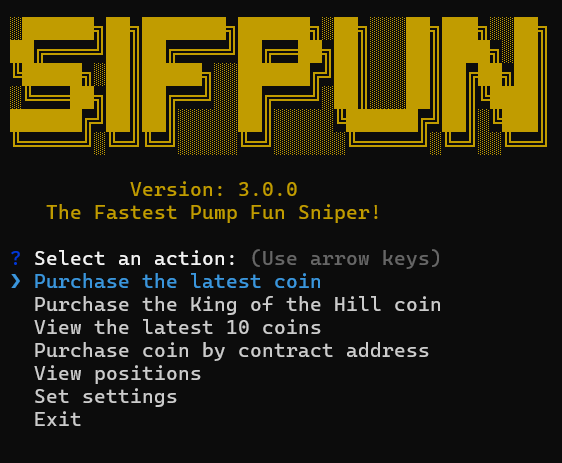 SIFPUN
Version: 3.0.0
The Fastest Pump Fun Sniper!
? Select an action: (Use arrow keys)
❯ Purchase the latest coin
Purchase the King of the Hill coin
View the latest 10 coins
Purchase coin by contract address
View positions
Set settings
Exit